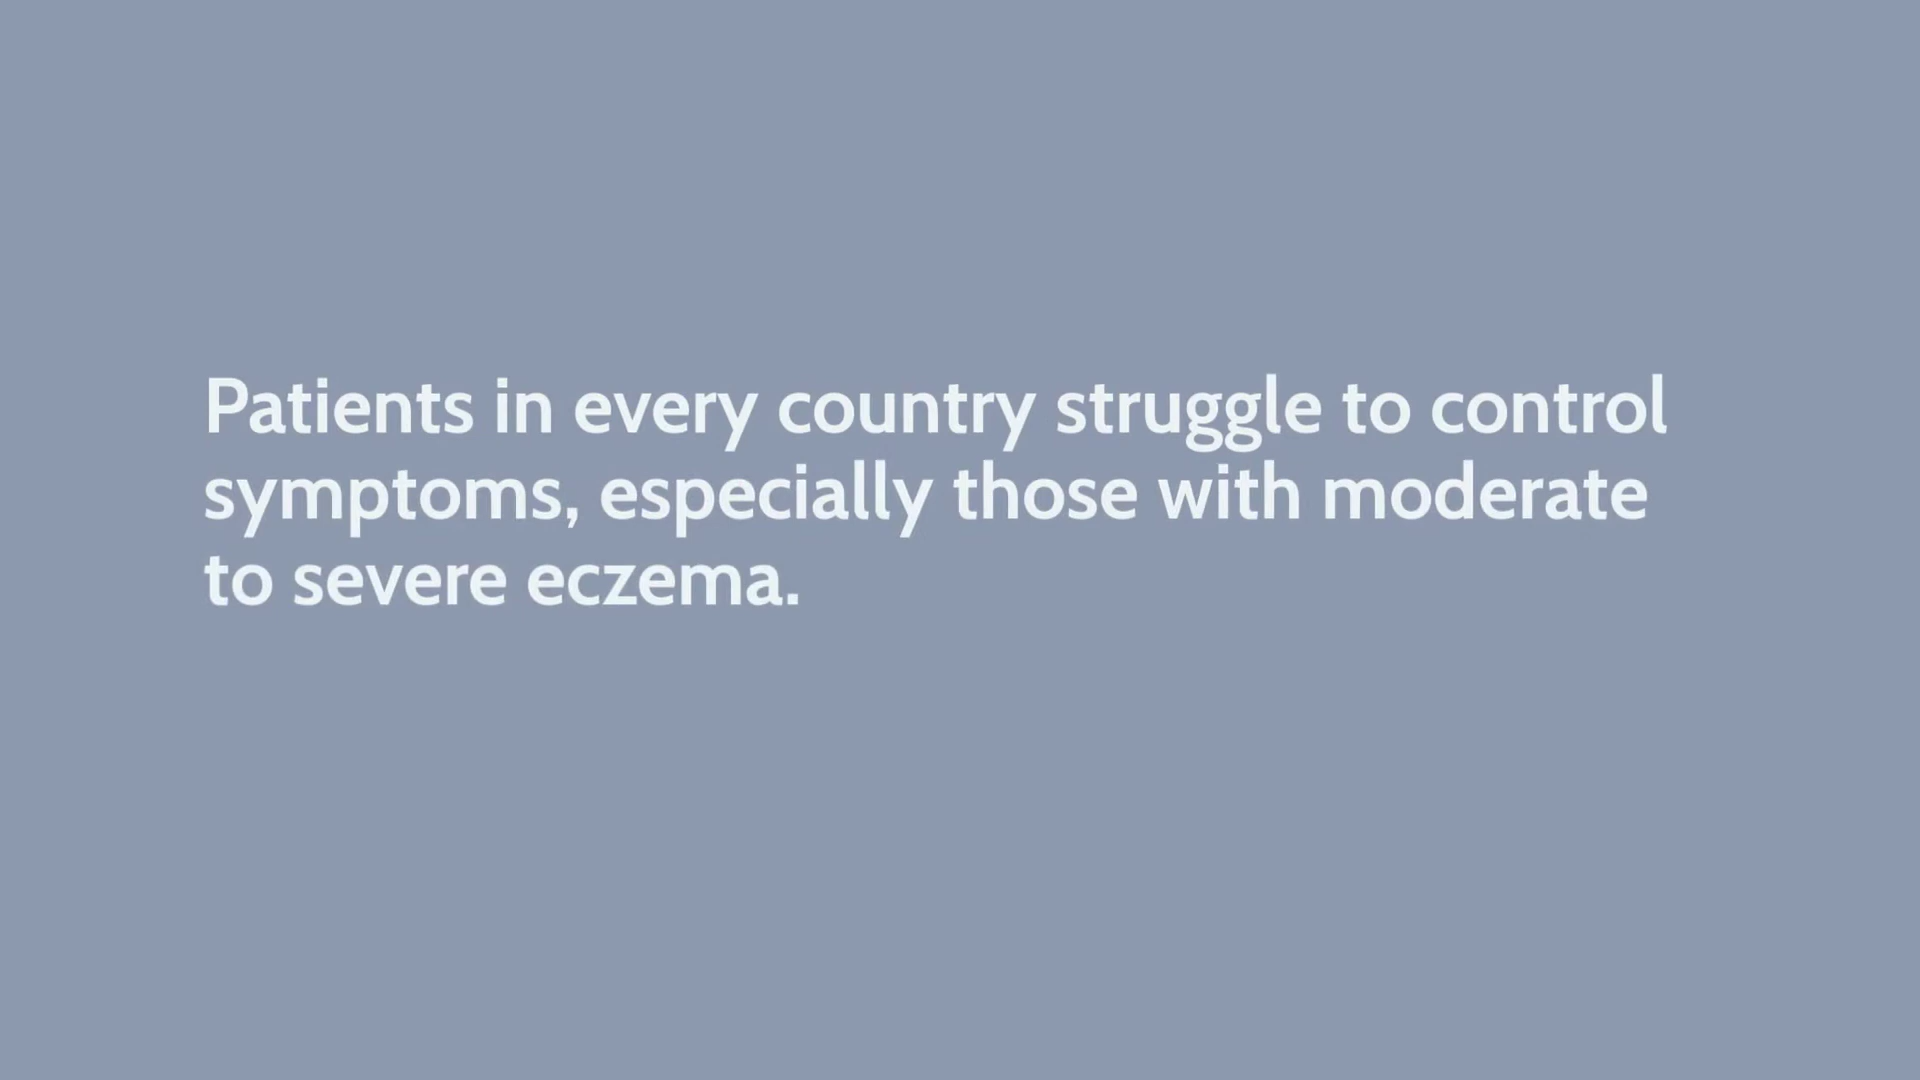 Patients in every country struggle to control
symptoms, especially those with moderate
to severe eczema.